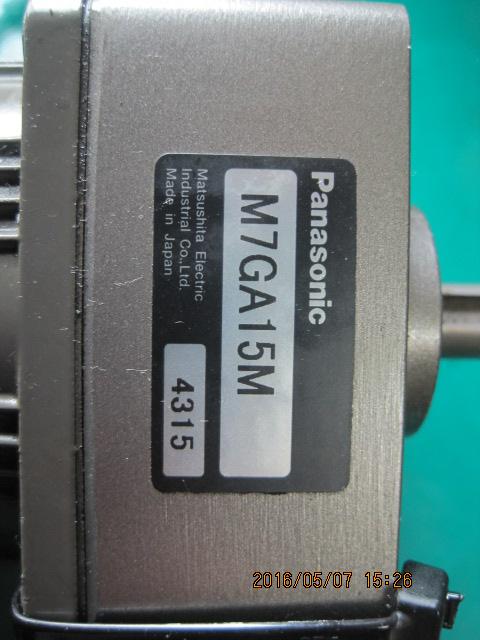 Panasonic
M7GA15M
4315
Matsushita Electric
Industrial Co.,Ltd.
Made in Japan
2016/05/07 15:26